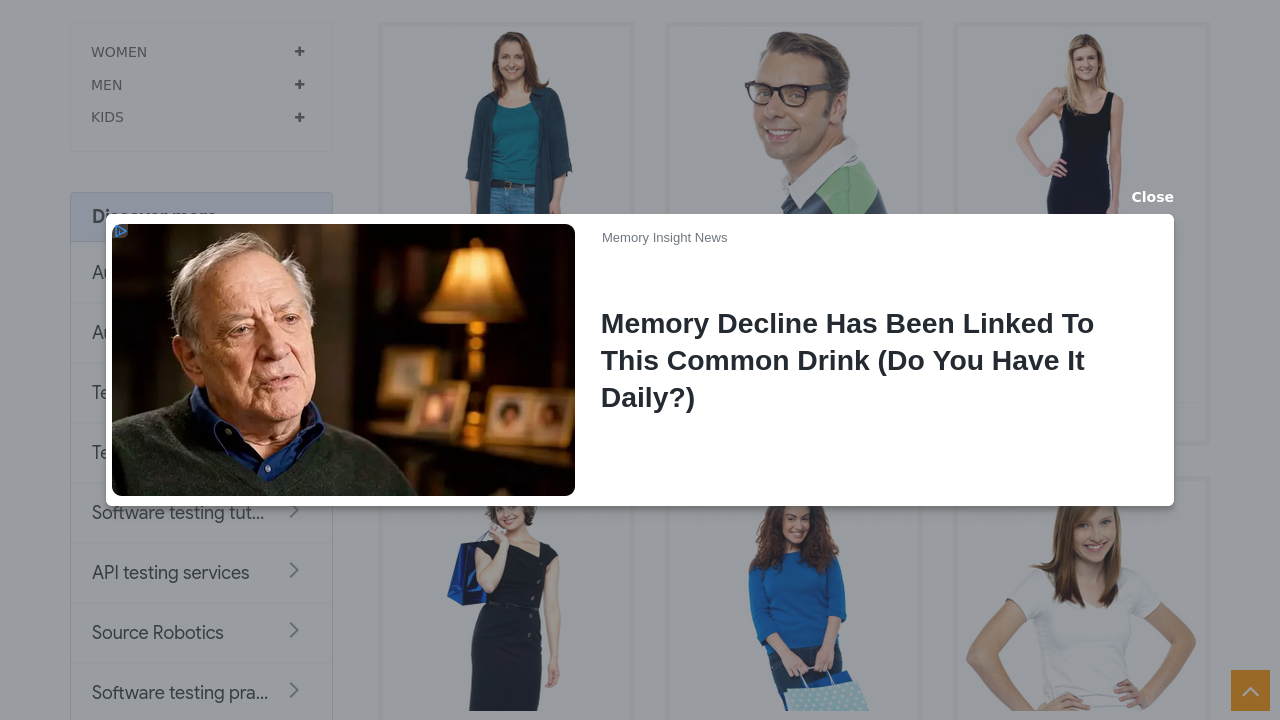 WOMEN
MEN
KIDS
Close
Memory Insight News
Memory Decline Has Been Linked To
This Common Drink (Do You Have It
Daily?)
Software testing tut...
API testing services
Source Robotics
Software testing pra...